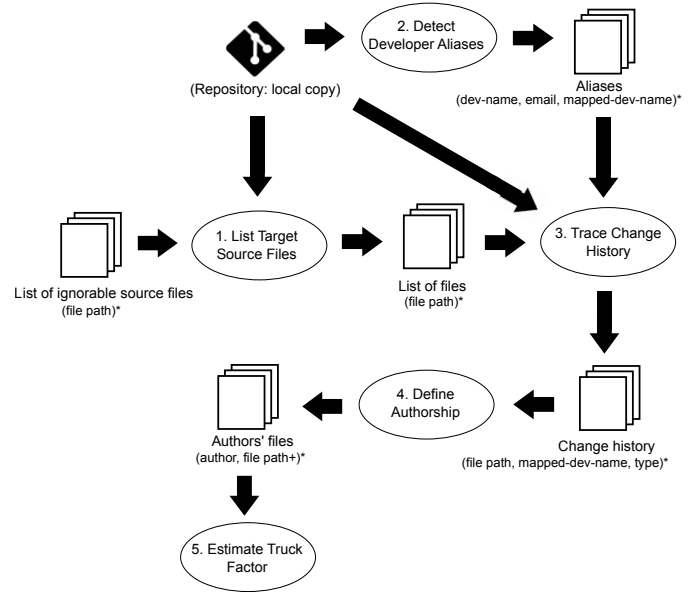 2. Detect
Developer Aliases
(Repository: local copy)
Aliases
(dev-name, email, mapped-dev-name)*
1. List Target
Source Files
3. Trace Change
History
List of ignorable source files
(file path)*
List of files
(file path)*
4. Define
Authorship
Authors' files
(author, file path+)*
Change history
(file path, mapped-dev-name, type)*
5. Estimate Truck
Factor